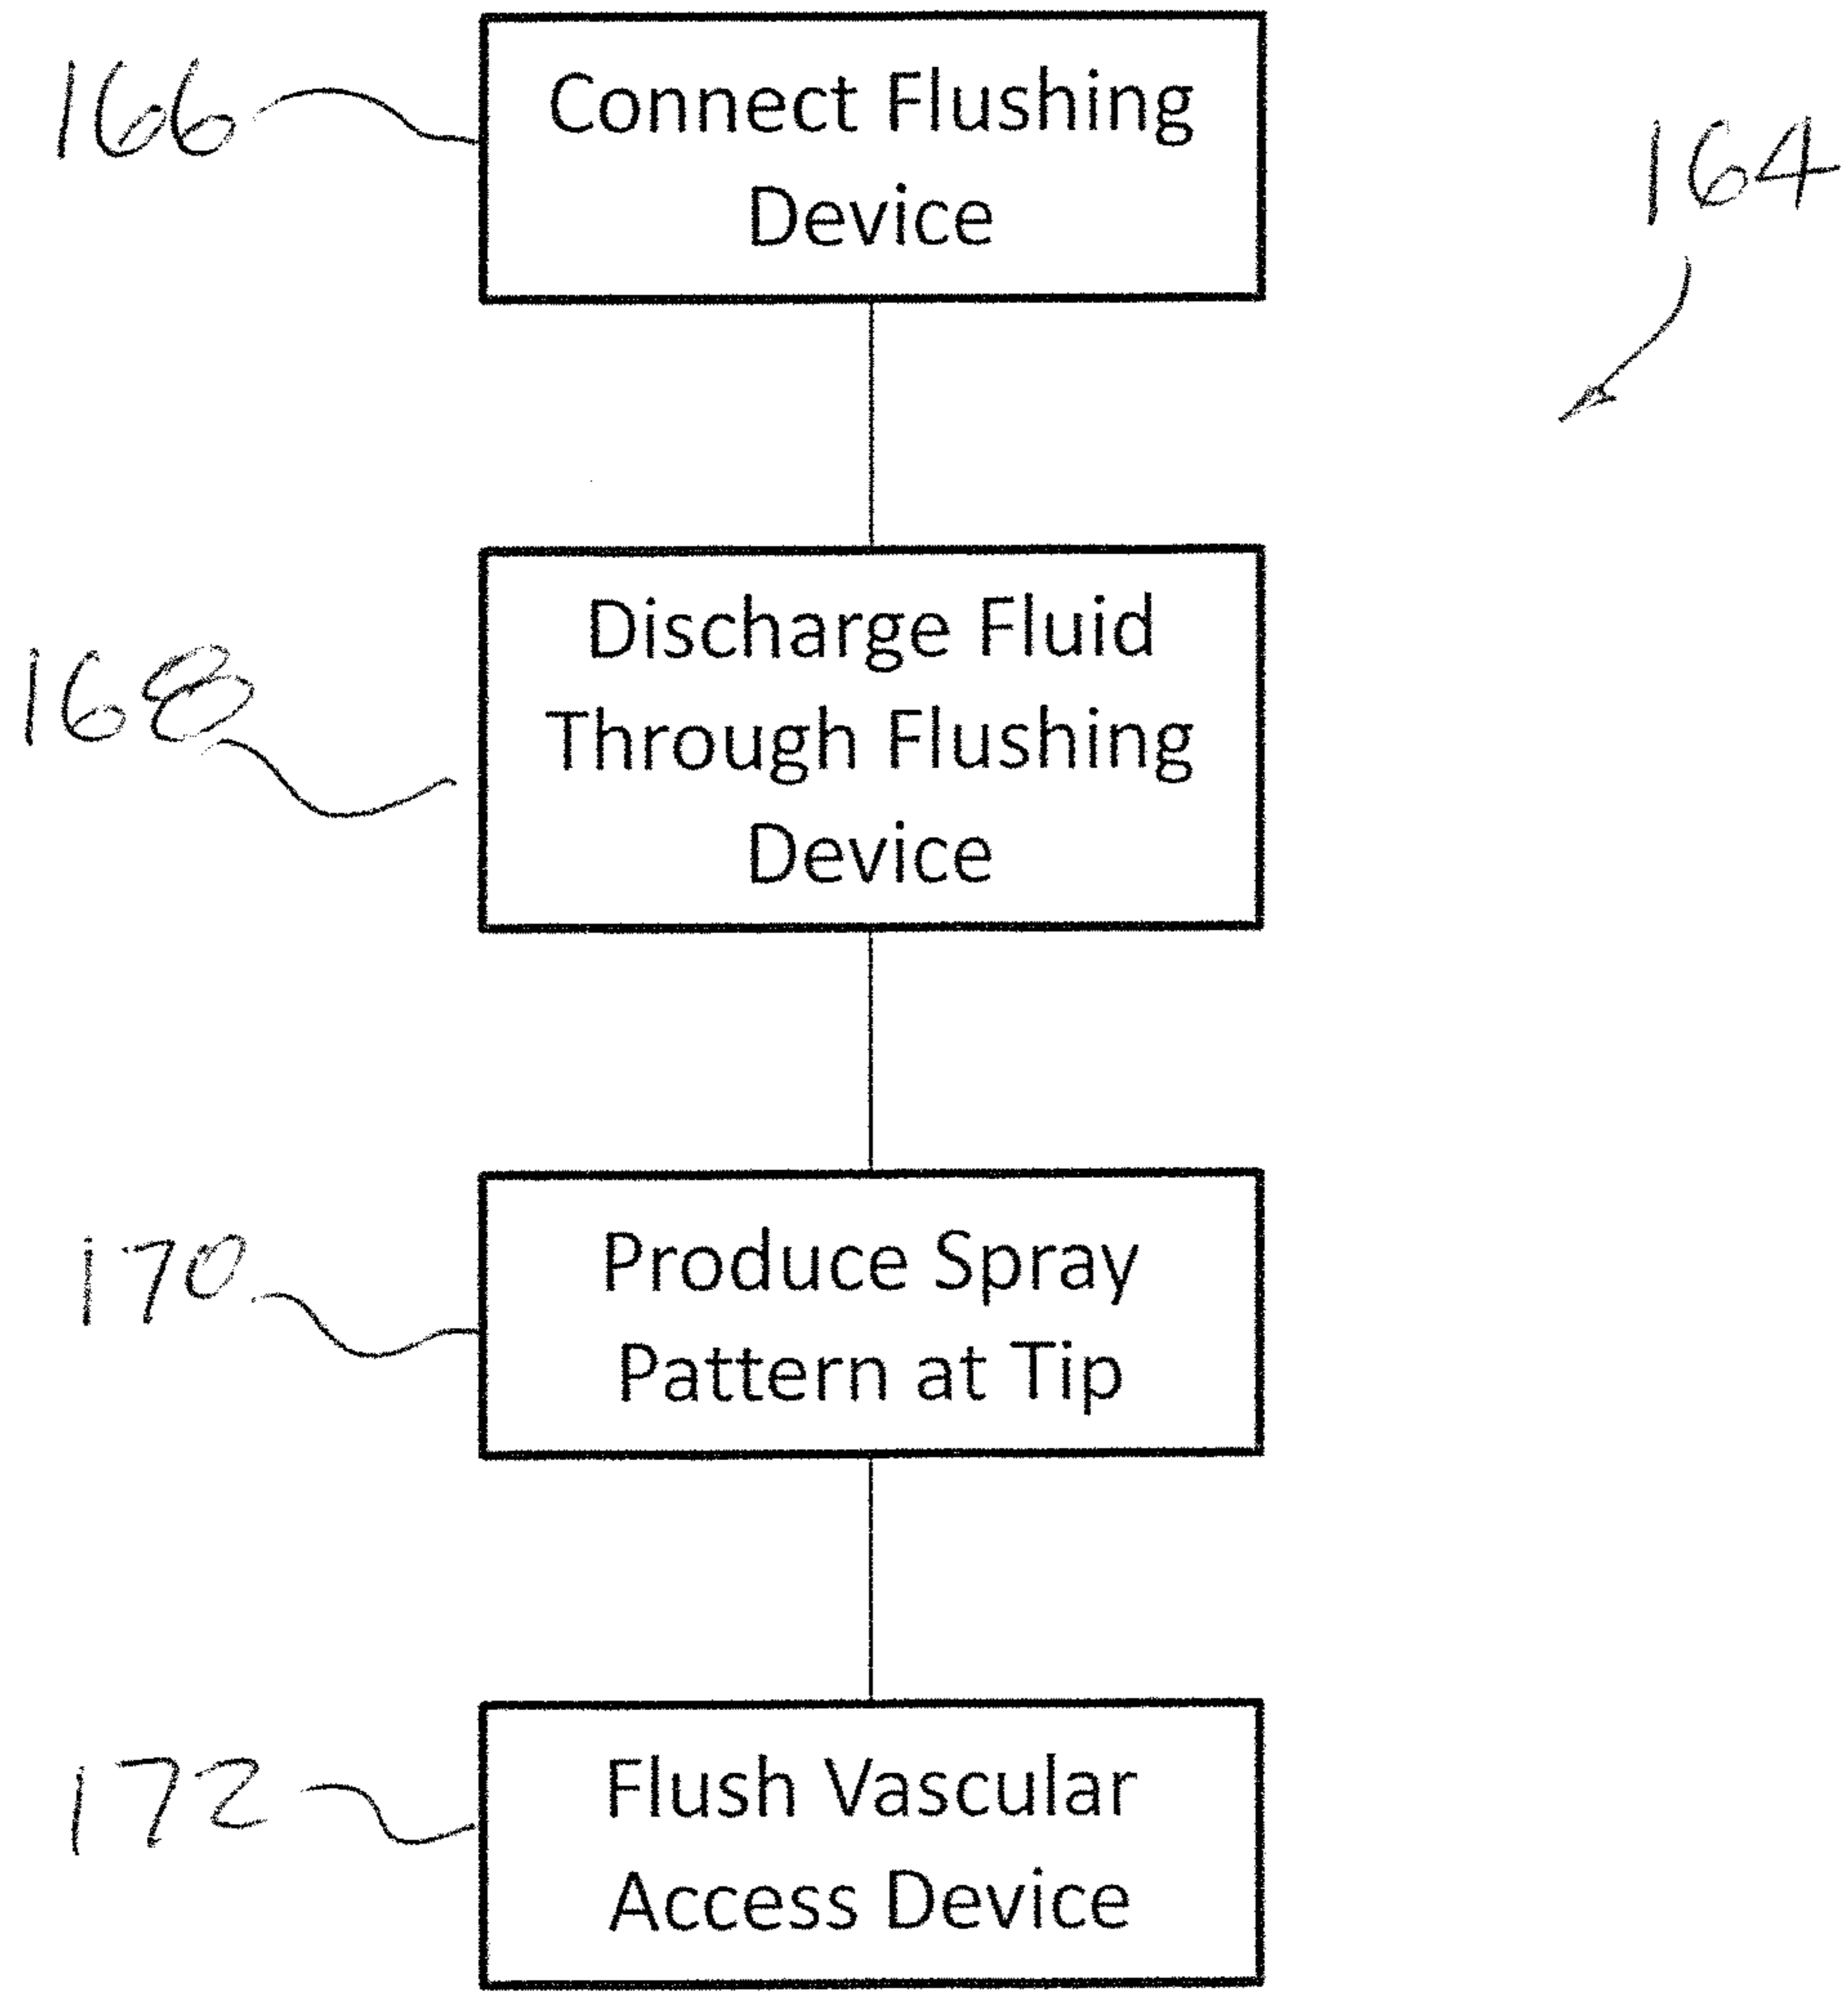 166
Connect Flushing
Device
164
168
Discharge Fluid
Through Flushing
Device
170
Produce Spray
Pattern at Tip
172
Flush Vascular
Access Device